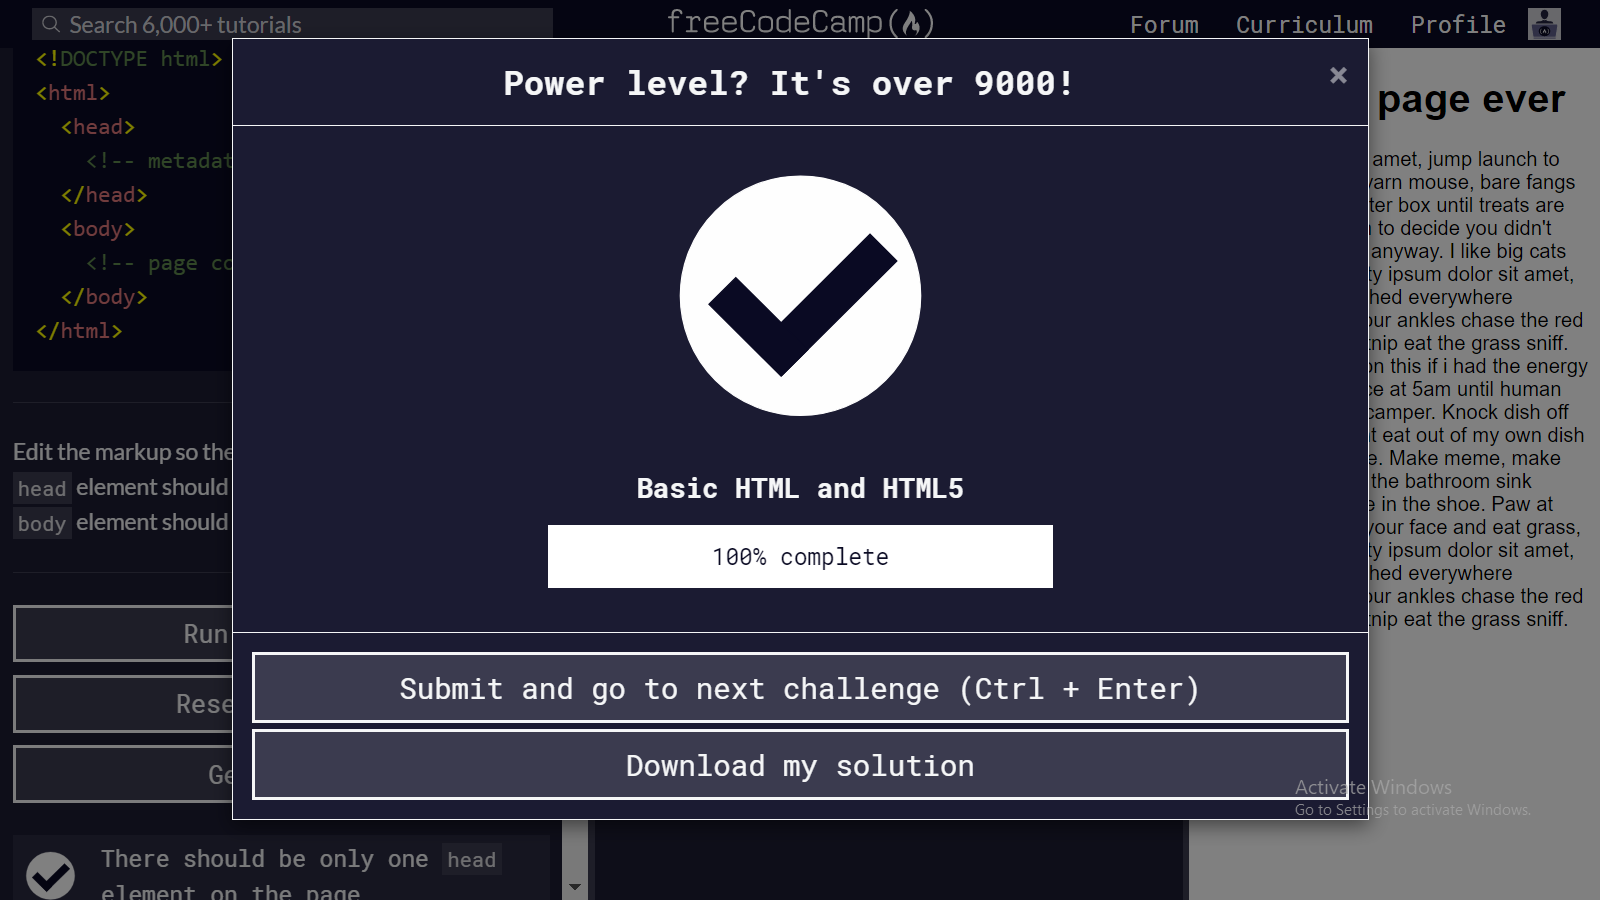 Search 6,000+ tutorials
freeCodeCamp(
)
Forum
Curriculum
Profile
<!DOCTYPE html>
<html>
<head>
<!-- metadat
</head>
<body>
<!-- page co
</body>
</html>
Edit the markup so the
head element should
body element should
Run
Rese
Ge
There should be only one head
element on the page
Power level? It's over 9000!
×
Basic HTML and HTML5
100% complete
Submit and go to next challenge (Ctrl + Enter)
Download my solution
page ever
amet, jump launch to
yarn mouse, bare fangs
ter box until treats are
to decide you didn't
anyway. I like big cats
ty ipsum dolor sit amet,
hed everywhere
our ankles chase the red
tnip eat the grass sniff.
on this if i had the energy
ce at 5am until human
camper. Knock dish off
t eat out of my own dish
e. Make meme, make
the bathroom sink
e in the shoe. Paw at
your face and eat grass,
ty ipsum dolor sit amet,
hed everywhere
our ankles chase the red
tnip eat the grass sniff.
Activate Windows
Go to Settings to activate Windows.